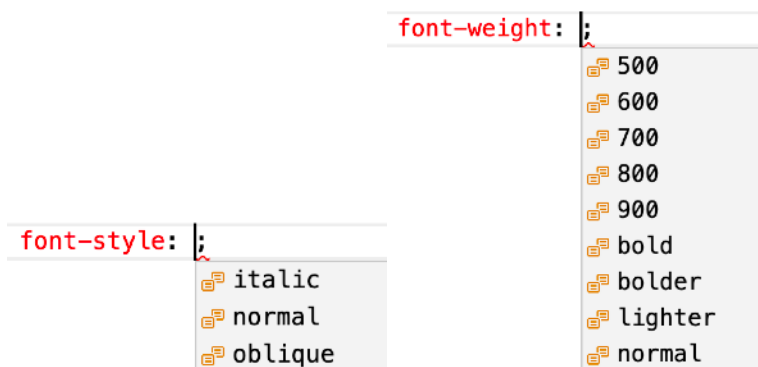 font-weight: ;
500
600
700
800
900
bold
bolder
lighter
normal
font-style: ;
italic
normal
oblique